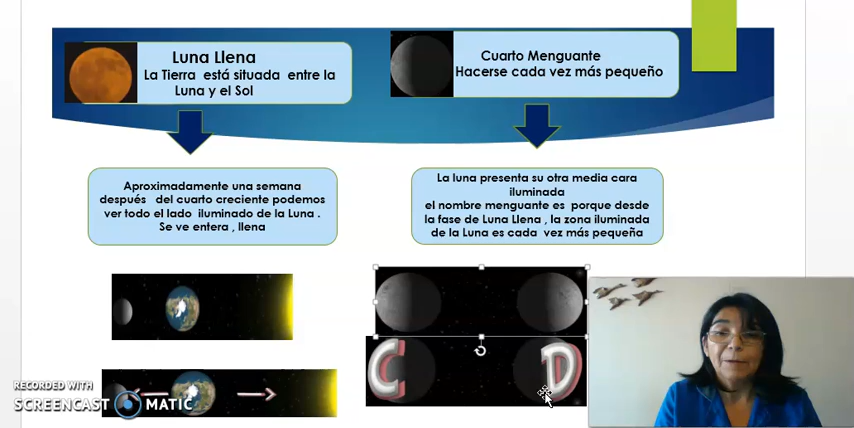 Luna Llena
La Tierra está situada entre la
Luna y el Sol
Cuarto Menguante
Hacerse cada vez más pequeño
Aproximadamente una semana
después del cuarto creciente podemos
ver todo el lado iluminado de la Luna .
Se ve entera , llena
La luna presenta su otra media cara
iluminada
el nombre menguante es porque desde
la fase de Luna Llena , la zona iluminada
de la Luna es cada vez más pequeña
C D
RECORDED WITH
SCREENCAST MATIC